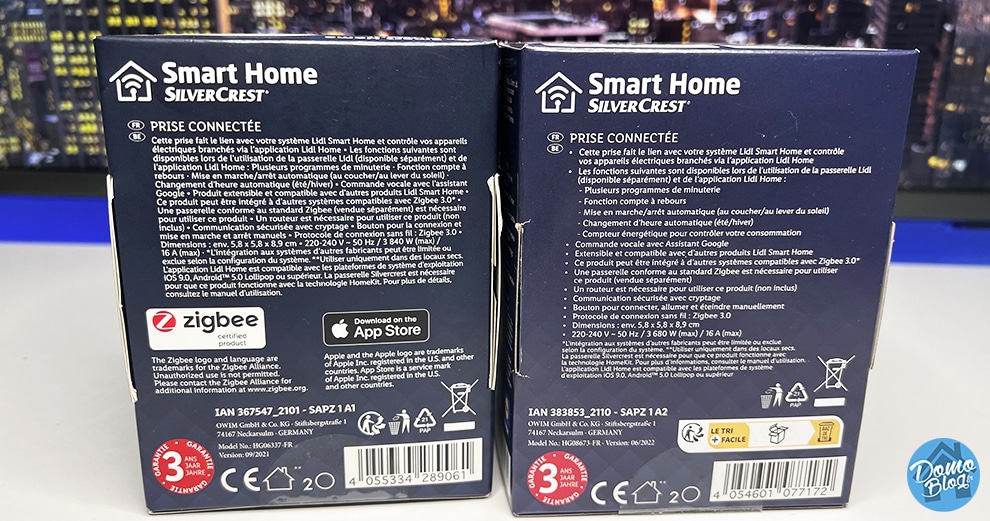 Smart Home
SILVERCREST®
FR
BE
PRISE CONNECTÉE
Cette prise fait le lien avec votre système Lidl Smart Home et contrôle vos appareils
électriques branchés via l'application Lidl Home • Les fonctions suivantes sont
disponibles lors de l'utilisation de la passerelle Lidl (disponible séparément) et de
l'application Lidl Home : Plusieurs programmes de minuterie - Fonction compte à
rebours - Mise en marche/arrêt automatique (au coucher/au lever du soleil) -
Changement d'heure automatique (été/hiver) • Commande vocale avec l'assistant
Google • Produit extensible et compatible avec d'autres produits Lidl Smart Home •
Ce produit peut être intégré à d'autres systèmes compatibles avec Zigbee 3.0* •
Une passerelle conforme au standard Zigbee (vendue séparément) est nécessaire
pour utiliser ce produit • Un routeur est nécessaire pour utiliser ce produit (non
inclus) • Communication sécurisée avec cryptage • Bouton pour la connexion et
mise en marche et arrêt manuels • Protocole de connexion sans fil : Zigbee 3.0 •
Dimensions : env. 5,8 x 5,8 x 8,9 cm • 220-240 V ~ 50 Hz / 3 840 W (max) /
16 A (max) • *L'intégration aux systèmes d'autres fabricants peut être limitée ou
exclue selon la configuration du système. **Utiliser uniquement dans des locaux secs.
L'application Lidl Home est compatible avec les plateformes de système d'exploitation
iOS 9.0, Android™ 5.0 Lollipop ou supérieur. La passerelle Silvercrest est nécessaire
pour que ce produit fonctionne avec la technologie HomeKit. Pour plus de détails,
consultez le manuel d'utilisation.
zigbee
certified
product
Download on the
App Store
The Zigbee logo and language are
trademarks for the Zigbee Alliance.
Unauthorized use is not permitted.
Please contact the Zigbee Alliance for
additional information at www.zigbee.org.
Apple and the Apple logo are trademarks
of Apple Inc. registered in the U.S. and other
countries. App Store is a service mark
of Apple Inc. registered in the U.S.
and other countries.
IAN 367547_2101 - SAPZ 1 A1
OWIM GmbH & Co. KG - Stiftsbergstraße 1
74167 Neckarsulm - GERMANY
Model No.: HG06337-FR
Version: 09/2021
21
PAP
GARANTIE
3 ANS
JAAR
JAHRE
CE
20
4 055334 289061
Smart Home
SILVERCREST®
FR
BE
PRISE CONNECTÉE
• Cette prise fait le lien avec votre système Lidl Smart Home et contrôle
vos appareils électriques branchés via l'application Lidl Home
• Les fonctions suivantes sont disponibles lors de l'utilisation de la passerelle Lidl
(disponible séparément) et de l'application Lidl Home :
- Plusieurs programmes de minuterie
- Fonction compte à rebours
- Mise en marche/arrêt automatique (au coucher/au lever du soleil)
- Changement d'heure automatique (été/hiver)
- Compteur énergétique pour contrôler votre consommation
• Commande vocale avec Assistant Google
• Extensible et compatible avec d'autres produits Lidl Smart Home
• Ce produit peut être intégré à d'autres systèmes compatibles avec Zigbee 3.0*
• Une passerelle conforme au standard Zigbee est nécessaire pour utiliser
ce produit (vendue séparément)
• Un routeur est nécessaire pour utiliser ce produit (non inclus)
• Communication sécurisée avec cryptage
• Bouton pour connecter, allumer et éteindre manuellement
• Protocole de connexion sans fil : Zigbee 3.0
• Dimensions : env. 5,8 x 5,8 x 8,9 cm
• 220-240 V ~ 50 Hz / 3 680 W (max) / 16 A (max)
*L'intégration aux systèmes d'autres fabricants peut être limitée ou exclue
selon la configuration du système. **Utiliser uniquement dans des locaux secs.
La passerelle Silvercrest est nécessaire pour que ce produit fonctionne avec
la technologie HomeKit. Pour plus d'informations, consultez le manuel d'utilisation.
L'application Lidl Home est compatible avec les plateformes de système
d'exploitation iOS 9.0, Android™ 5.0 Lollipop ou supérieur
21
PAP
IAN 383853_2110 - SAPZ 1 A2
OWIM GmbH & Co. KG - Stiftsbergstraße 1
74167 Neckarsulm - GERMANY
Model No.: HG08673-FR - Version: 06/2022
LE TRI
+ FACILE
BAC DE TRI
GARANTIE
3 ANS
JAAR
JAHRE
CE
20
4 054601 077172
Domo
Blog.fr